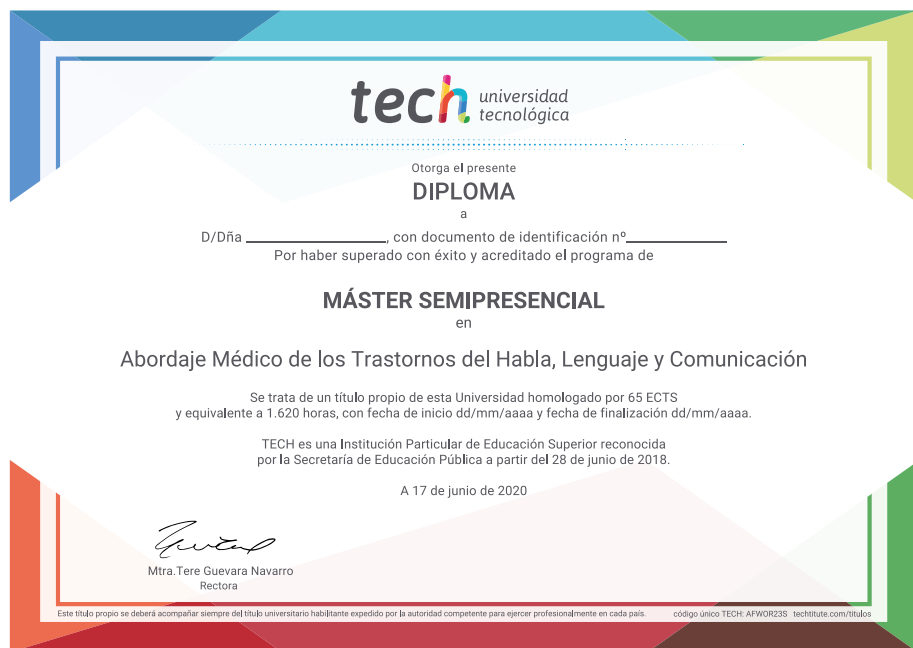 tech universidad
tecnológica
Otorga el presente
DIPLOMA
a
D/Dña ____________, con documento de identificación nº____________
Por haber superado con éxito y acreditado el programa de
MÁSTER SEMIPRESENCIAL
en
Abordaje Médico de los Trastornos del Habla, Lenguaje y Comunicación
Se trata de un título propio de esta Universidad homologado por 65 ECTS
y equivalente a 1.620 horas, con fecha de inicio dd/mm/aaaa y fecha de finalización dd/mm/aaaa.
TECH es una Institución Particular de Educación Superior reconocida
por la Secretaría de Educación Pública a partir del 28 de junio de 2018.
A 17 de junio de 2020
Mtra.Tere Guevara Navarro
Rectora
Este título propio se deberá acompañar siempre del título universitario habilitante expedido por la autoridad competente para ejercer profesionalmente en cada país. código único TECH: AFWOR23S techtitute.com/titulos